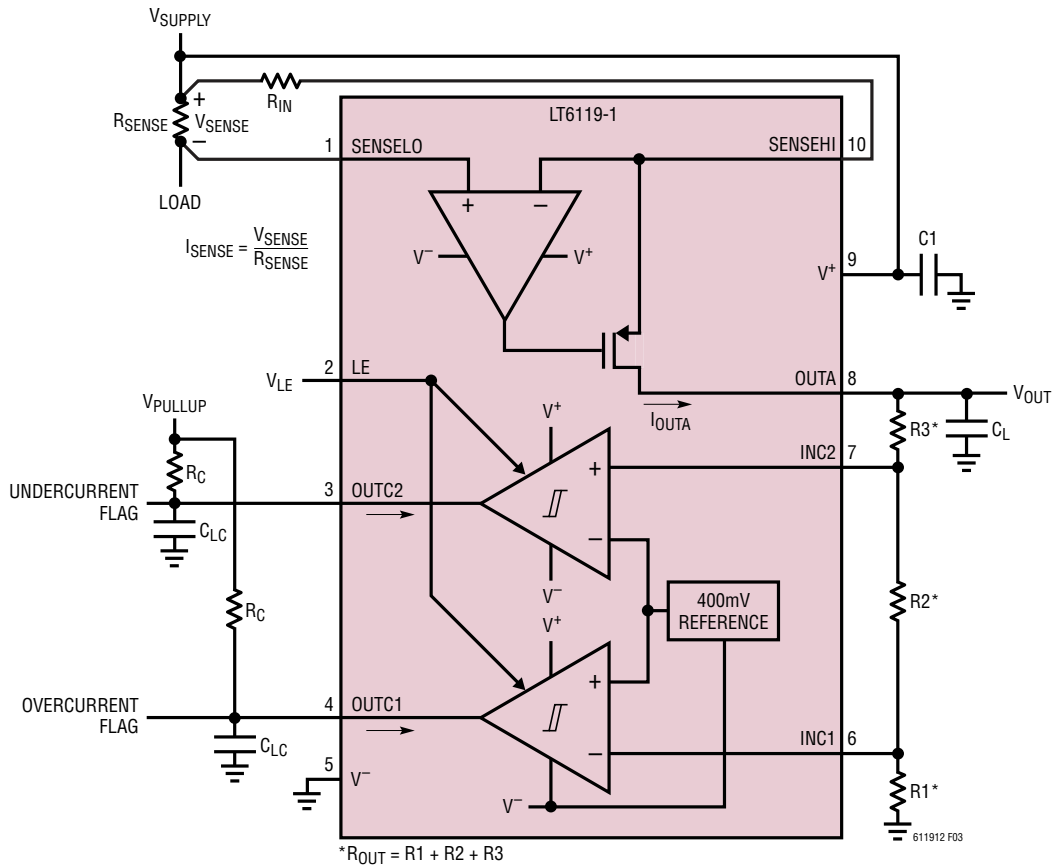 VSUPPLY
RIN
+
RSENSE
VSENSE
−
LT6119-1
1
SENSELO
SENSEHI
10
LOAD
+
−
ISENSE = VSENSE
RSENSE
V−
V+
C1
9
V+
2
LE
VLE
OUTA
8
VOUT
IOUTA
VPULLUP
V+
R3*
CL
INC2
7
RC
+
UNDERCURRENT
FLAG
3
OUTC2
CLC
−
V−
400mV
REFERENCE
R2*
RC
V+
+
OVERCURRENT
FLAG
4
OUTC1
INC1
6
−
CLC
5
V−
R1*
V−
611912 F03
*ROUT = R1 + R2 + R3